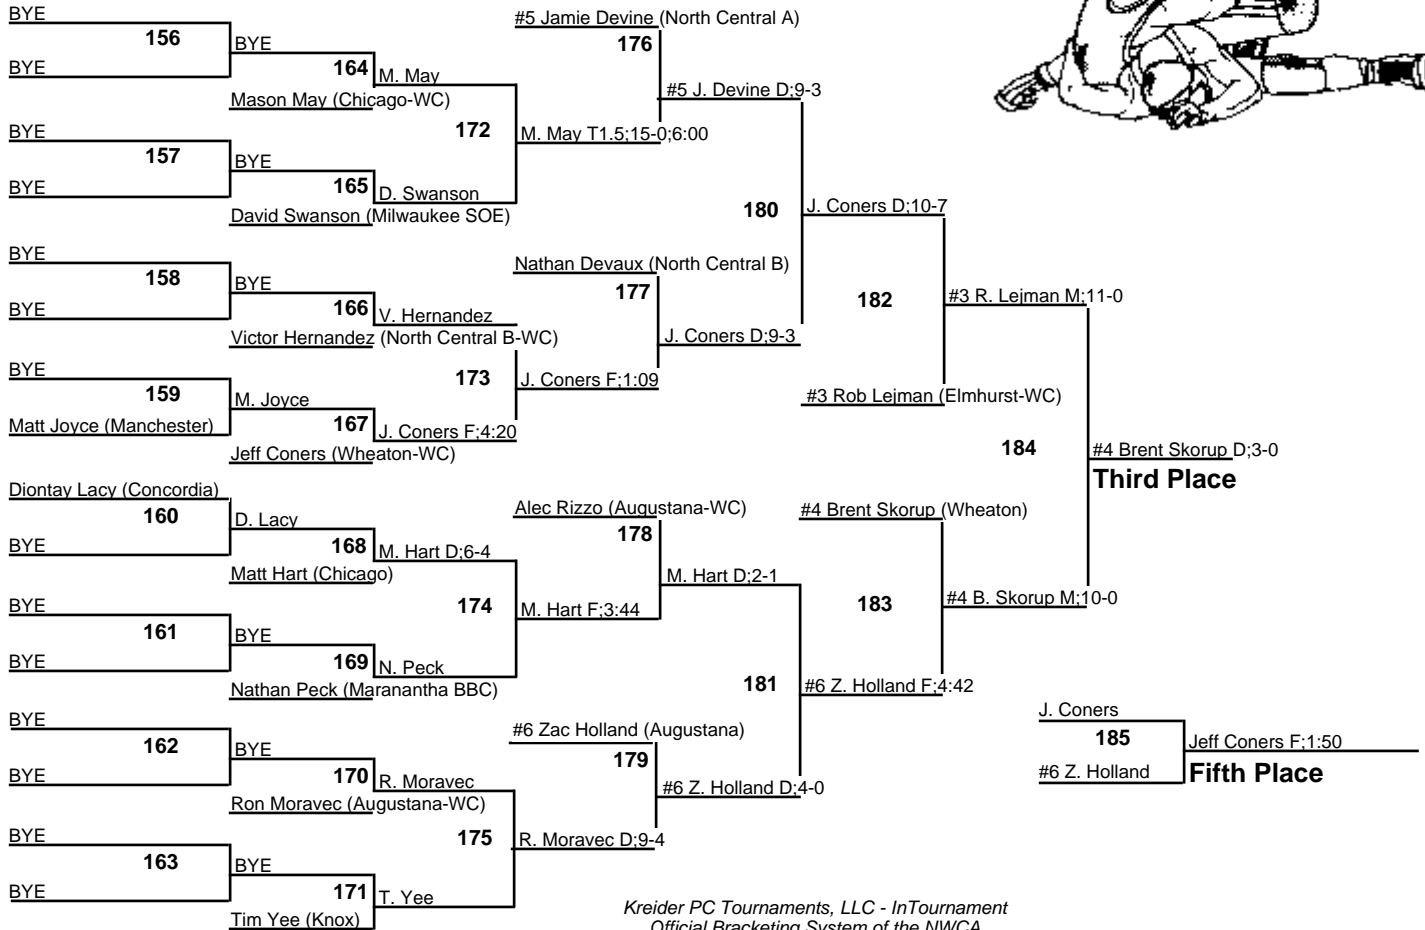 BYE
156
BYE
BYE
164
M. May
Mason May (Chicago-WC)
172
M. May T1.5;15-0;6:00
BYE
157
BYE
BYE
165
D. Swanson
David Swanson (Milwaukee SOE)
#5 Jamie Devine (North Central A)
176
#5 J. Devine D;9-3
180
J. Coners D;10-7
BYE
158
BYE
BYE
166
V. Hernandez
Victor Hernandez (North Central B-WC)
173
J. Coners F;1:09
BYE
159
Matt Joyce (Manchester)
M. Joyce
167
J. Coners F;4:20
Jeff Coners (Wheaton-WC)
Nathan Devaux (North Central B)
177
J. Coners D;9-3
182
#3 R. Lejman M;11-0
#3 Rob Lejman (Elmhurst-WC)
184
#4 Brent Skorup D;3-0
Third Place
Diontay Lacy (Concordia)
160
BYE
D. Lacy
168
M. Hart D;6-4
Matt Hart (Chicago)
174
M. Hart F;3:44
BYE
161
BYE
BYE
169
N. Peck
Nathan Peck (Maranantha BBC)
Alec Rizzo (Augustana-WC)
178
M. Hart D;2-1
181
#6 Z. Holland F;4:42
#4 Brent Skorup (Wheaton)
183
#4 B. Skorup M;10-0
BYE
162
BYE
BYE
170
R. Moravec
Ron Moravec (Augustana-WC)
175
R. Moravec D;9-4
BYE
163
BYE
BYE
171
T. Yee
Tim Yee (Knox)
#6 Zac Holland (Augustana)
179
#6 Z. Holland D;4-0
J. Coners
185
#6 Z. Holland
Jeff Coners F;1:50
Fifth Place
Kreider PC Tournaments, LLC - InTournament
Official Bracketing System of the NWCA